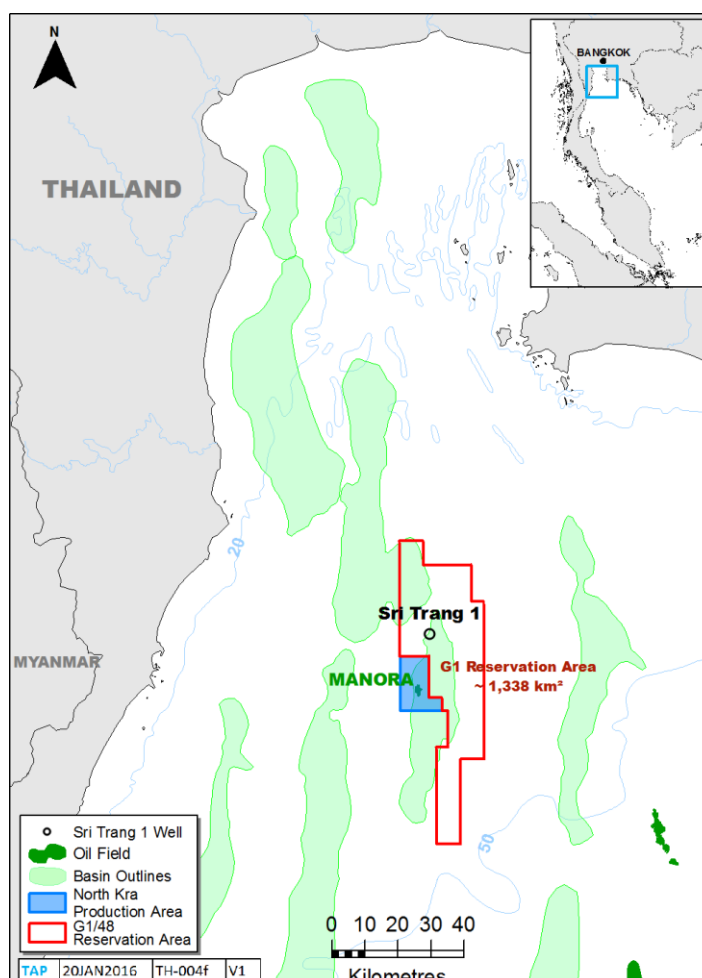 N
BANGKOK
THAILAND
20
Sri Trang 1
MYANMAR
MANORA
G1 Reservation Area
~ 1,338 km²
50
Sri Trang 1 Well
Oil Field
Basin Outlines
North Kra
Production Area
G1/48
Reservation Area
0 10 20 30 40
Kilometres
TAP 20JAN2016 TH-004f V1